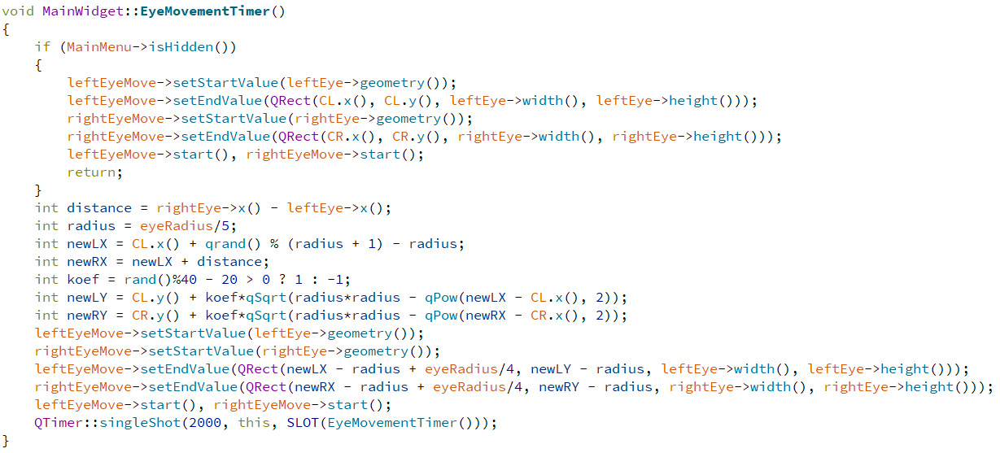 void MainWidget::EyeMovementTimer()
{
    if (MainMenu->isHidden())
    {
        leftEyeMove->setStartValue(leftEye->geometry());
        leftEyeMove->setEndValue(QRect(CL.x(), CL.y(), leftEye->width(), leftEye->height()));
        rightEyeMove->setStartValue(rightEye->geometry());
        rightEyeMove->setEndValue(QRect(CR.x(), CR.y(), rightEye->width(), rightEye->height()));
        leftEyeMove->start(), rightEyeMove->start();
        return;
    }
    int distance = rightEye->x() - leftEye->x();
    int radius = eyeRadius/5;
    int newLX = CL.x() + qrand() % (radius + 1) - radius;
    int newRX = newLX + distance;
    int koef = rand()%40 - 20 > 0 ? 1 : -1;
    int newLY = CL.y() + koef*qSqrt(radius*radius - qPow(newLX - CL.x(), 2));
    int newRY = CR.y() + koef*qSqrt(radius*radius - qPow(newRX - CR.x(), 2));
    leftEyeMove->setStartValue(leftEye->geometry());
    rightEyeMove->setStartValue(rightEye->geometry());
    leftEyeMove->setEndValue(QRect(newLX - radius + eyeRadius/4, newLY - radius, leftEye->width(), leftEye->height()));
    rightEyeMove->setEndValue(QRect(newRX - radius + eyeRadius/4, newRY - radius, rightEye->width(), rightEye->height()));
    leftEyeMove->start(), rightEyeMove->start();
    QTimer::singleShot(2000, this, SLOT(EyeMovementTimer()));
}